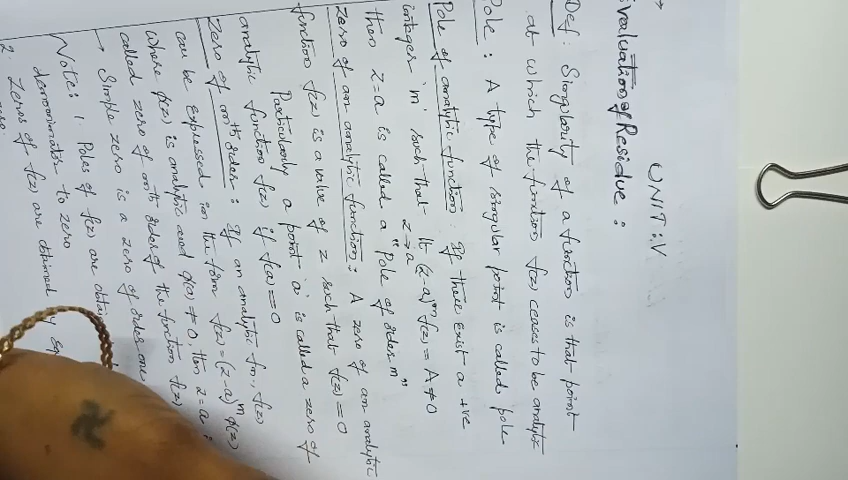 UNIT: V
Evaluation of Residue :
→ Def: Singularity of a function is that point
at which the function f(z) ceases to be analytic
Pole : A type of singular point is called pole
Pole of analytic function : If there exist a +ve
integer 'm' such that lt z→a (z-a)^m f(z) = A ≠ 0
then z=a is called a "Pole of order m"
Zero of an analytic function : A zero of an analytic
function f(z) is a value of z such that f(z) = 0
Particularly a point 'a' is called a zero of
analytic function f(z) if f(a) = 0
Zero of mth order : If an analytic fn., f(z)
can be expressed in the form f(z) = (z-a)^m φ(z)
where φ(z) is analytic and φ(a) ≠ 0, then z=a
called zero of mth order of the function f(z)
→ Simple zero is a zero of order one
Note: 1. Poles of f(z) are
denominator to zero
2. Zeros of f(z) are obtained by
zero